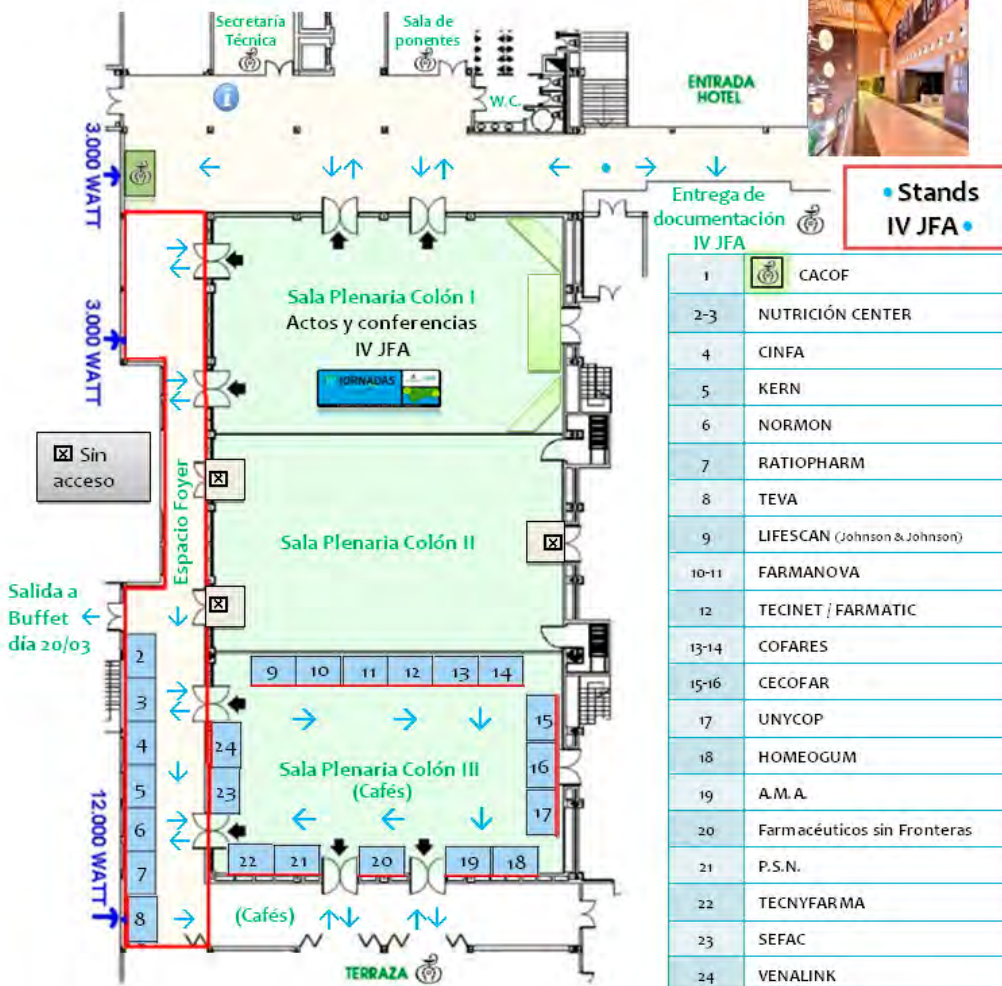 Secretaría
Técnica
Sala de
ponentes
W.C.
ENTRADA
HOTEL
3.000 WATT
Entrega de
documentación
IV JFA
• Stands
IV JFA •
Sala Plenaria Colón I
Actos y conferencias
IV JFA
JORNADAS
3.000 WATT
Sin
acceso
Espacio Foyer
Sala Plenaria Colón II
Salida a
Buffet
día 20/03
2
3
4
5
6
7
8
9 10 11 12 13 14
15
16
17
24
23
Sala Plenaria Colón III
(Cafés)
22 21 20 19 18
12.000 WATT
(Cafés)
TERRAZA
1 CACOF
2-3 NUTRICIÓN CENTER
4 CINFA
5 KERN
6 NORMON
7 RATIOPHARM
8 TEVA
9 LIFESCAN (Johnson & Johnson)
10-11 FARMANOVA
12 TECINET / FARMATIC
13-14 COFARES
15-16 CECOFAR
17 UNYCOP
18 HOMEOGUM
19 A.M.A.
20 Farmacéuticos sin Fronteras
21 P.S.N.
22 TECNYFARMA
23 SEFAC
24 VENALINK